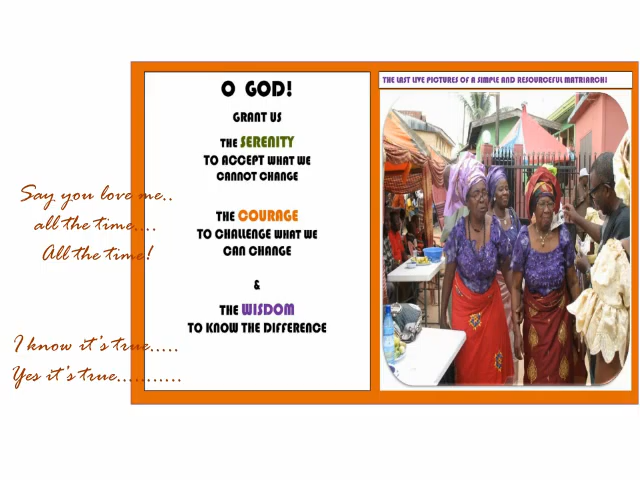 O GOD!
GRANT US
THE SERENITY
TO ACCEPT WHAT WE
CANNOT CHANGE
THE COURAGE
TO CHALLENGE WHAT WE
CAN CHANGE
&
THE WISDOM
TO KNOW THE DIFFERENCE
THE LAST LIVE PICTURES OF A SIMPLE AND RESOURCEFUL MATRIARCH!
Say you love me..
all the time....
All the time!
I know it's true.....
Yes it's true...........